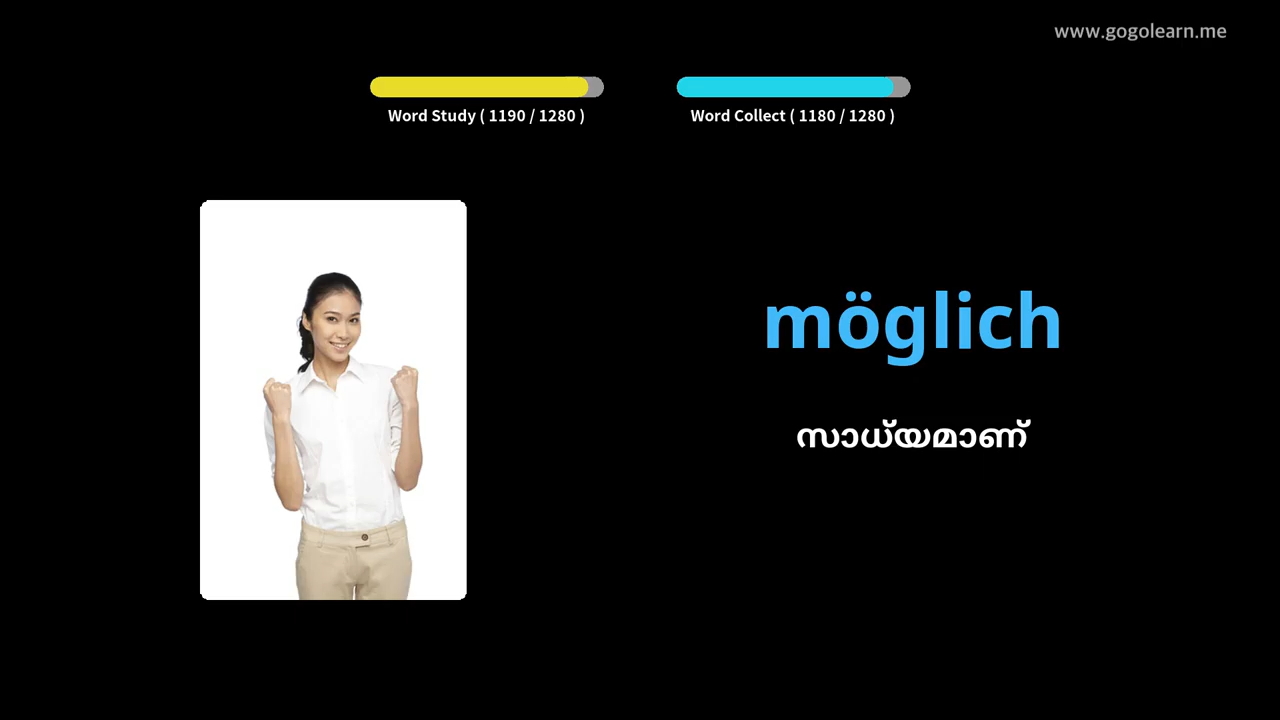 www.gogolearn.me
Word Study ( 1190 / 1280 )
Word Collect ( 1180 / 1280 )
möglich
സാധ്യമാണ്